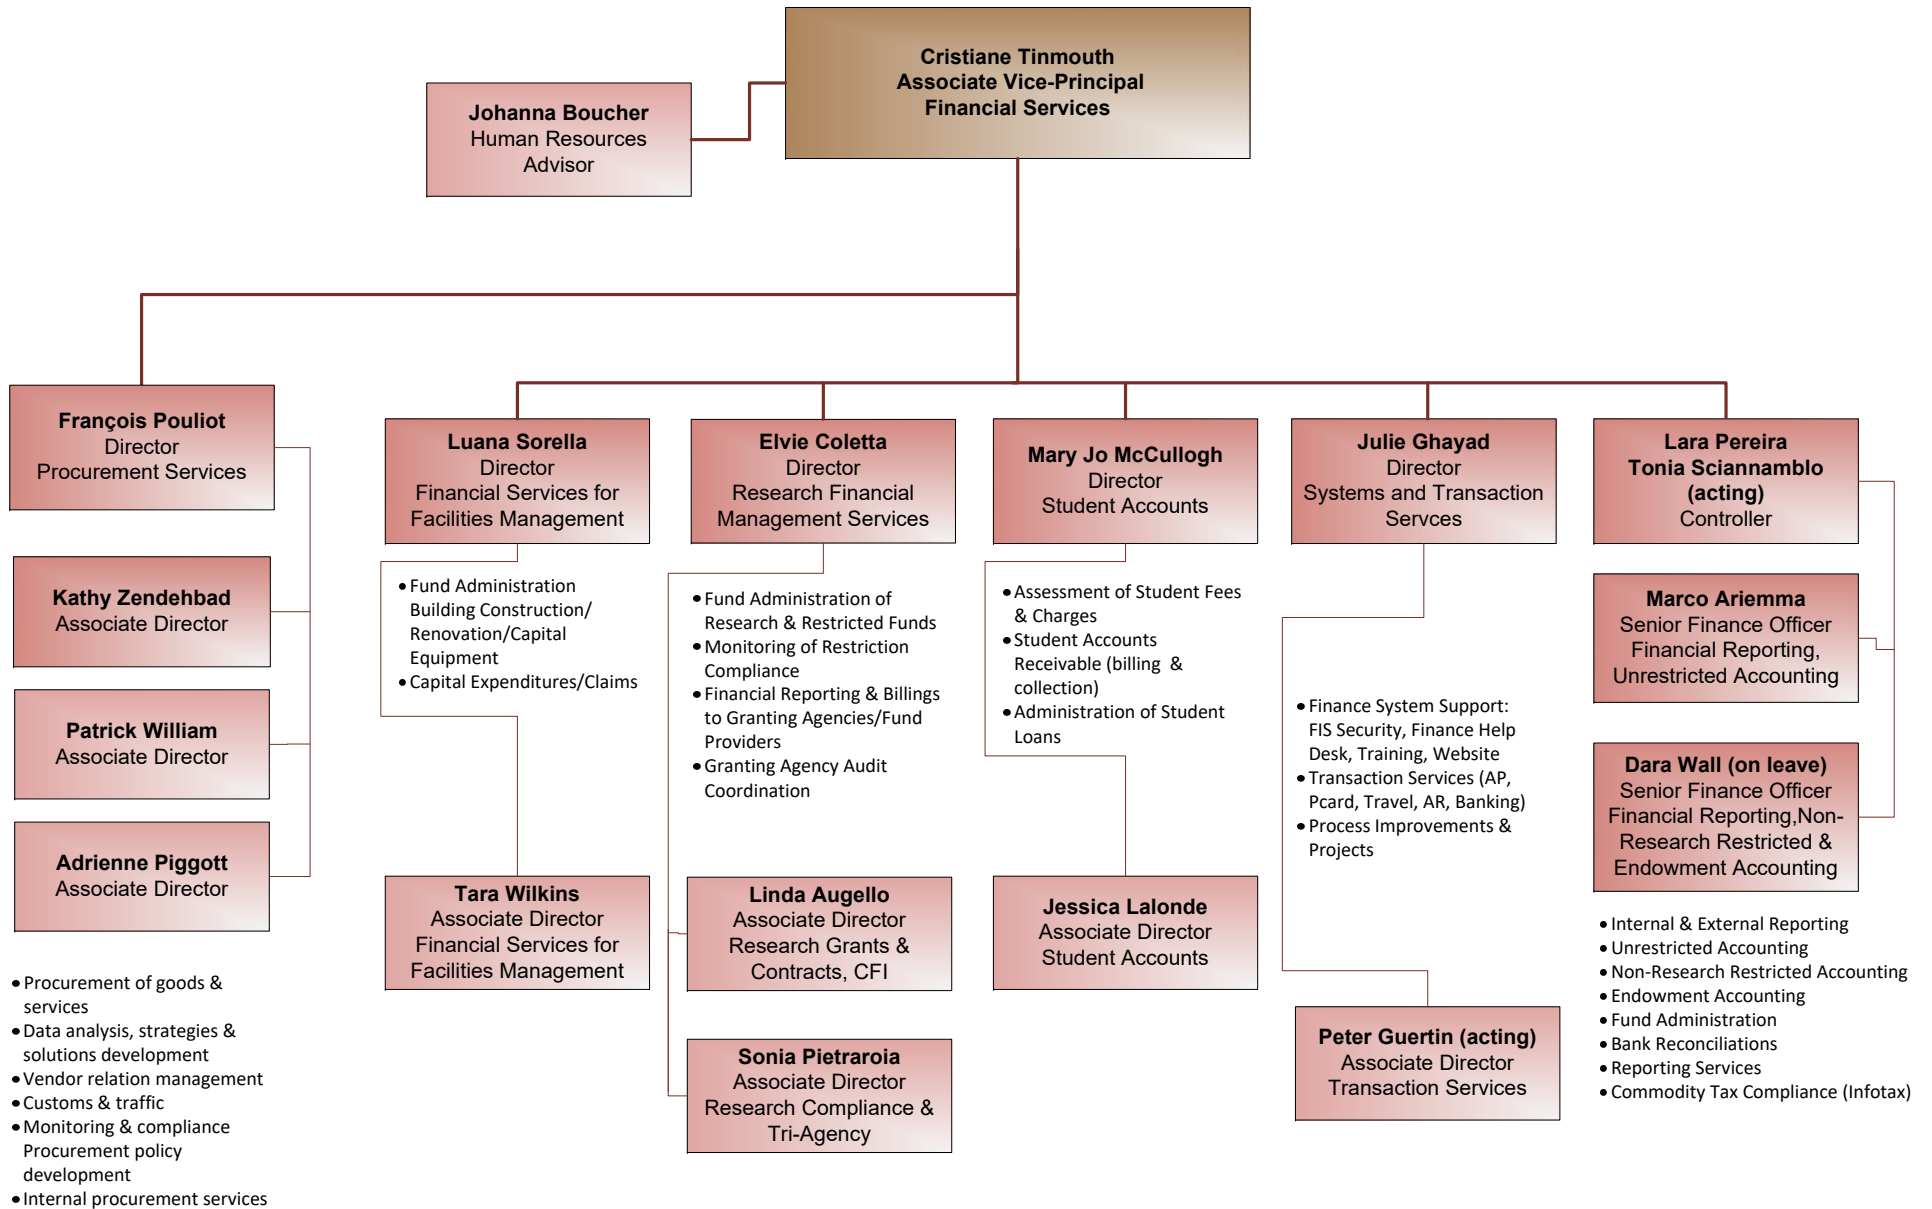 Cristiane Tinmouth
Associate Vice-Principal
Financial Services
Johanna Boucher
Human Resources
Advisor
François Pouliot
Director
Procurement Services
Kathy Zendehbad
Associate Director
Patrick William
Associate Director
Adrienne Piggott
Associate Director
• Procurement of goods &
services
• Data analysis, strategies &
solutions development
• Vendor relation management
• Customs & traffic
• Monitoring & compliance
Procurement policy
development
• Internal procurement services
Luana Sorella
Director
Financial Services for
Facilities Management
• Fund Administration
Building Construction/
Renovation/Capital
Equipment
• Capital Expenditures/Claims
Tara Wilkins
Associate Director
Financial Services for
Facilities Management
Elvie Coletta
Director
Research Financial
Management Services
• Fund Administration of
Research & Restricted Funds
• Monitoring of Restriction
Compliance
• Financial Reporting & Billings
to Granting Agencies/Fund
Providers
• Granting Agency Audit
Coordination
Linda Augello
Associate Director
Research Grants &
Contracts, CFI
Sonia Pietraroia
Associate Director
Research Compliance &
Tri-Agency
Mary Jo McCullogh
Director
Student Accounts
• Assessment of Student Fees
& Charges
• Student Accounts
Receivable (billing & 
collection)
• Administration of Student
Loans
Jessica Lalonde
Associate Director
Student Accounts
Julie Ghayad
Director
Systems and Transaction
Servces
• Finance System Support:
FIS Security, Finance Help
Desk, Training, Website
• Transaction Services (AP,
Pcard, Travel, AR, Banking)
• Process Improvements &
Projects
Peter Guertin (acting)
Associate Director
Transaction Services
Lara Pereira
Tonia Sciannamblo
(acting)
Controller
Marco Ariemma
Senior Finance Officer
Financial Reporting,
Unrestricted Accounting
Dara Wall (on leave)
Senior Finance Officer
Financial Reporting,Non-
Research Restricted &
Endowment Accounting
• Internal & External Reporting
• Unrestricted Accounting
• Non-Research Restricted Accounting
• Endowment Accounting
• Fund Administration
• Bank Reconciliations
• Reporting Services
• Commodity Tax Compliance (Infotax)